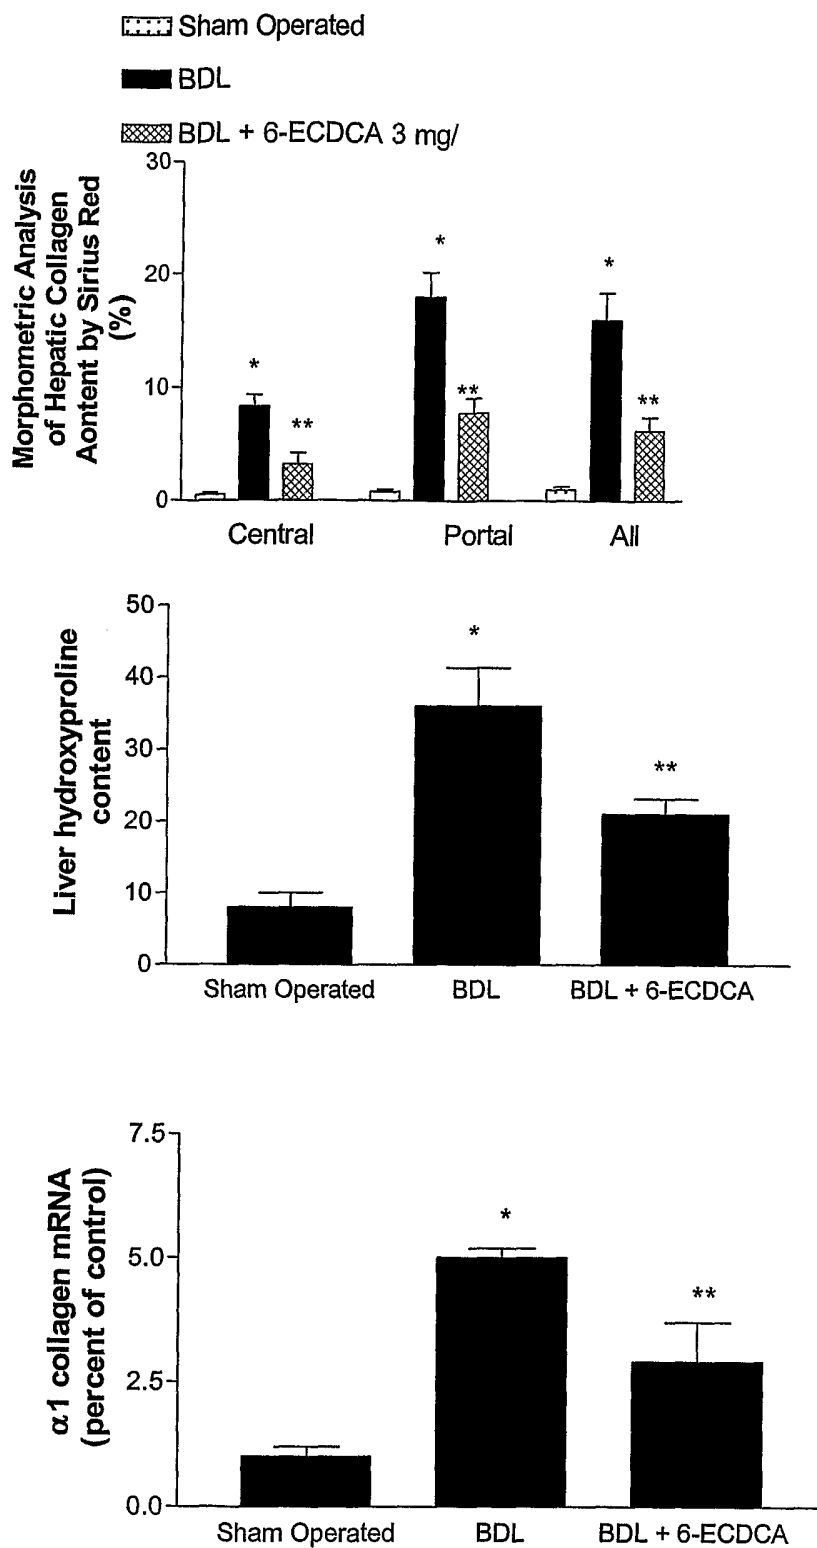 Sham Operated
BDL
BDL + 6-ECDCA 3 mg/
Morphometric Analysis
of Hepatic Collagen
Aontent by Sirius Red
(%)
30
20
10
0
*
**
*
**
*
**
Central Portal All
Liver hydroxyproline
content
50
40
30
20
10
0
*
**
Sham Operated BDL BDL + 6-ECDCA
α1 collagen mRNA
(percent of control)
7.5
5.0
2.5
0.0
*
**
Sham Operated BDL BDL + 6-ECDCA